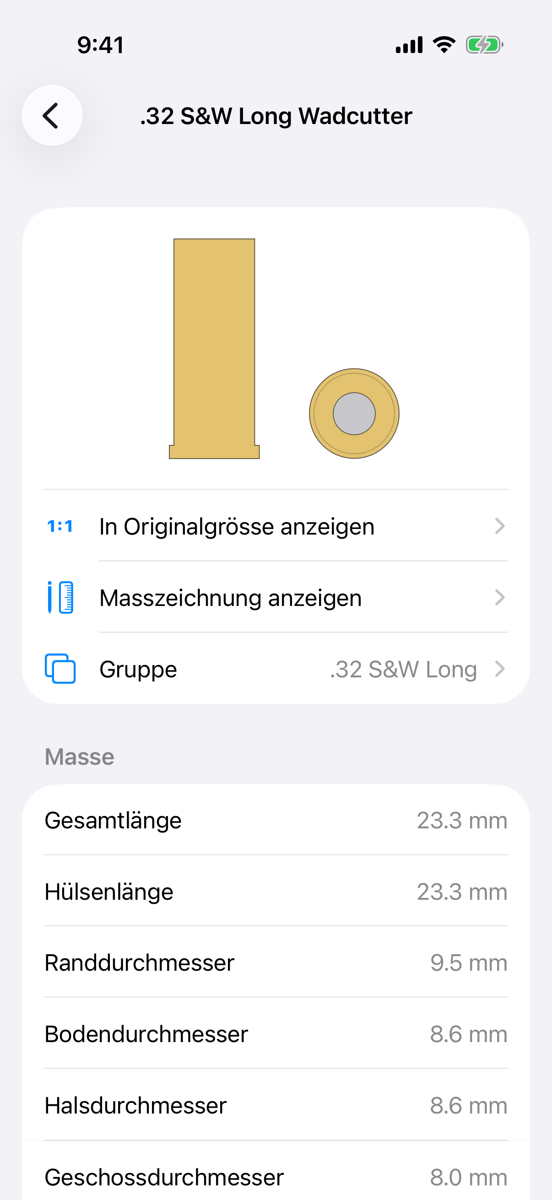 9:41
.32 S&W Long Wadcutter
1:1 In Originalgrösse anzeigen
Masszeichnung anzeigen
Gruppe .32 S&W Long
Masse
Gesamtlänge 23.3 mm
Hülsenlänge 23.3 mm
Randdurchmesser 9.5 mm
Bodendurchmesser 8.6 mm
Halsdurchmesser 8.6 mm
Geschossdurchmesser 8.0 mm